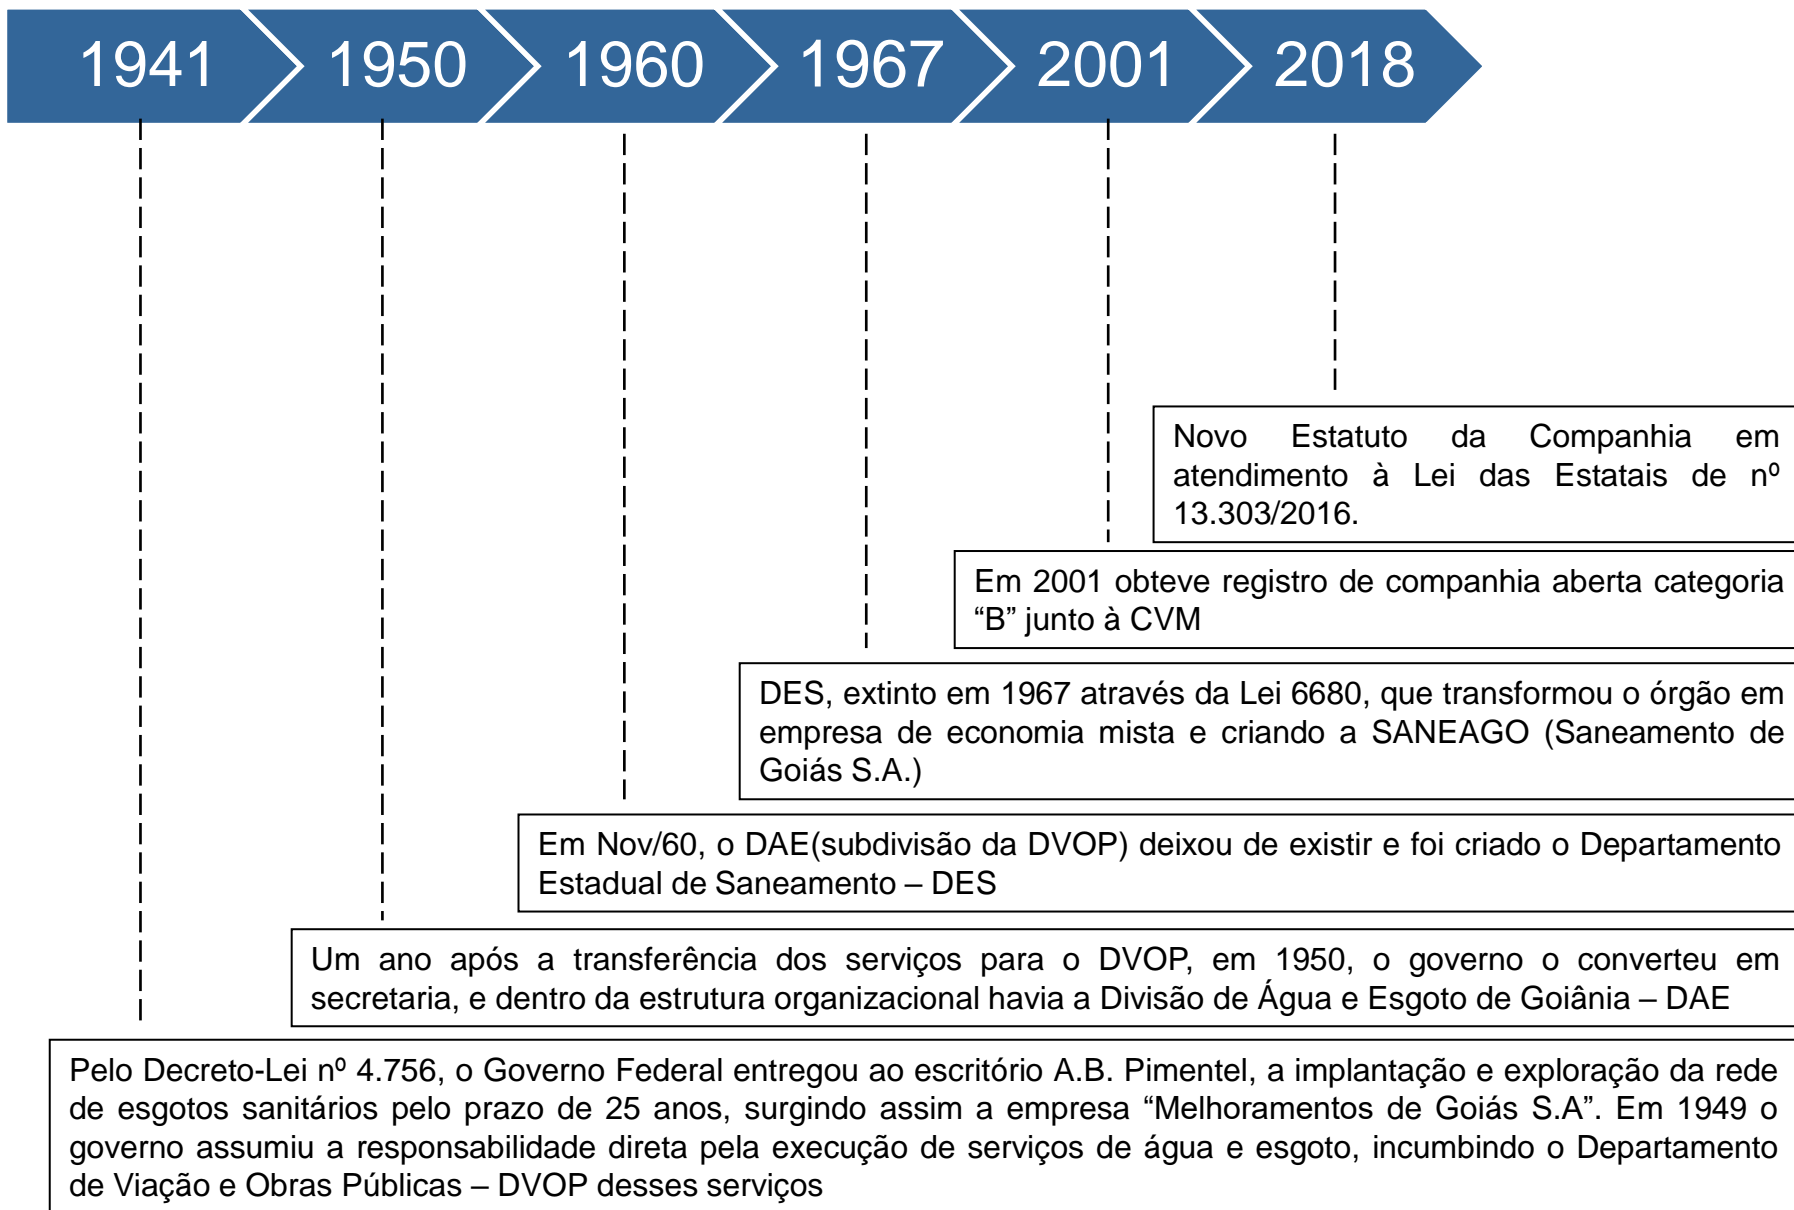 1941 1950 1960 1967 2001 2018
Novo Estatuto da Companhia em
atendimento à Lei das Estatais de nº
13.303/2016.
Em 2001 obteve registro de companhia aberta categoria
“B” junto à CVM
DES, extinto em 1967 através da Lei 6680, que transformou o órgão em
empresa de economia mista e criando a SANEAGO (Saneamento de
Goiás S.A.)
Em Nov/60, o DAE(subdivisão da DVOP) deixou de existir e foi criado o Departamento
Estadual de Saneamento – DES
Um ano após a transferência dos serviços para o DVOP, em 1950, o governo o converteu em
secretaria, e dentro da estrutura organizacional havia a Divisão de Água e Esgoto de Goiânia – DAE
Pelo Decreto-Lei nº 4.756, o Governo Federal entregou ao escritório A.B. Pimentel, a implantação e exploração da rede
de esgotos sanitários pelo prazo de 25 anos, surgindo assim a empresa “Melhoramentos de Goiás S.A”. Em 1949 o
governo assumiu a responsabilidade direta pela execução de serviços de água e esgoto, incumbindo o Departamento
de Viação e Obras Públicas – DVOP desses serviços